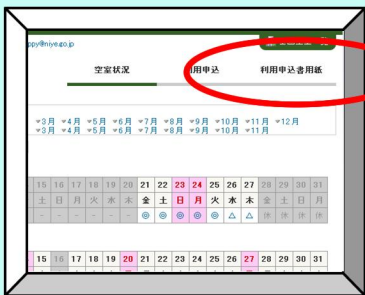 ppy@niye.go.jp
空室状況 利用申込 利用申込書用紙
3月 4月 5月 6月 7月 8月 9月 10月 11月 12月
3月 4月 5月 6月 7月 8月 9月 10月 11月
15 16 17 18 19 20 21 22 23 24 25 26 27 28 29 30 31
土 日 月 火 水 木 金 土 日 月 火 水 木 金 土 日 月
- - - - - - ◎ ◎ ◎ ◎ ◎ △ △ 休 休 休 休
15 16 17 18 19 20 21 22 23 24 25 26 27 28 29 30 31